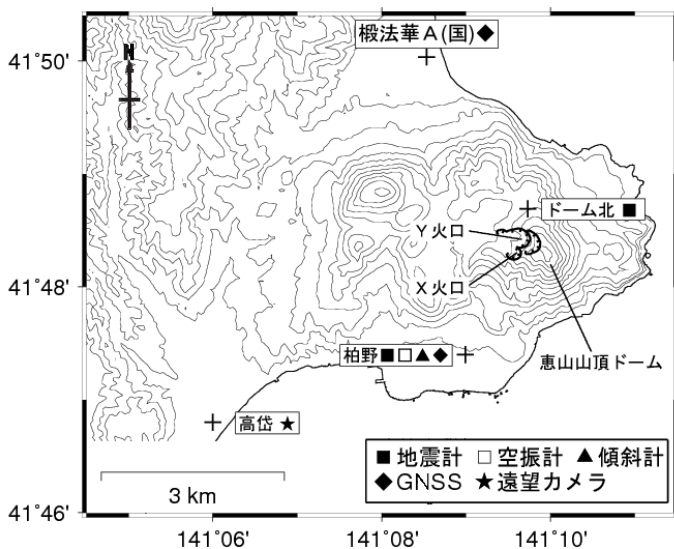 椴法華A(国)◆
41°50'
N
ドーム北 ■
Y 火口
X 火口
41°48'
柏野■□▲◆
恵山山頂ドーム
高岱 ★
■ 地震計 □ 空振計 ▲ 傾斜計
◆GNSS ★遠望カメラ
3 km
41°46'
141°06' 141°08' 141°10'